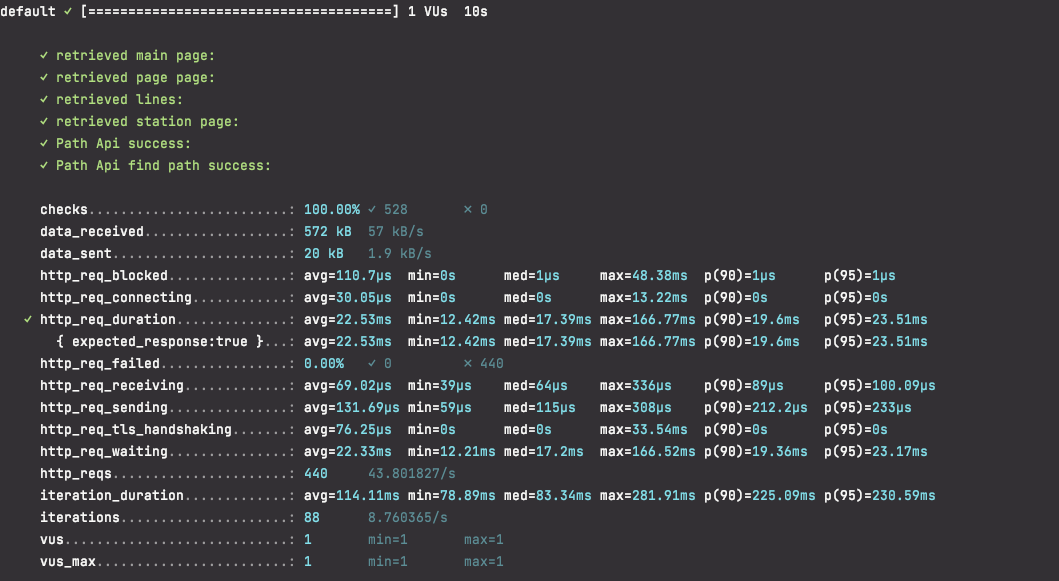 default ✓ [======================================] 1 VUs  10s
✓ retrieved main page:
✓ retrieved page page:
✓ retrieved lines:
✓ retrieved station page:
✓ Path Api success:
✓ Path Api find path success:
checks.........................: 100.00% ✓ 528       ✗ 0
data_received..................: 572 kB  57 kB/s
data_sent......................: 20 kB   1.9 kB/s
http_req_blocked...............: avg=110.7µs  min=0s      med=1µs     max=48.38ms  p(90)=1µs      p(95)=1µs
http_req_connecting............: avg=30.05µs  min=0s      med=0s      max=13.22ms  p(90)=0s       p(95)=0s
✓ http_req_duration..............: avg=22.53ms  min=12.42ms med=17.39ms max=166.77ms p(90)=19.6ms   p(95)=23.51ms
{ expected_response:true }...: avg=22.53ms  min=12.42ms med=17.39ms max=166.77ms p(90)=19.6ms   p(95)=23.51ms
http_req_failed................: 0.00%   ✓ 0         ✗ 440
http_req_receiving.............: avg=69.02µs  min=39µs    med=64µs    max=336µs    p(90)=89µs     p(95)=100.09µs
http_req_sending...............: avg=131.69µs min=59µs    med=115µs   max=308µs    p(90)=212.2µs  p(95)=233µs
http_req_tls_handshaking.......: avg=76.25µs  min=0s      med=0s      max=33.54ms  p(90)=0s       p(95)=0s
http_req_waiting...............: avg=22.33ms  min=12.21ms med=17.2ms  max=166.52ms p(90)=19.36ms  p(95)=23.17ms
http_reqs......................: 440     43.801827/s
iteration_duration.............: avg=114.11ms min=78.89ms med=83.34ms max=281.91ms p(90)=225.09ms p(95)=230.59ms
iterations.....................: 88      8.760365/s
vus............................: 1       min=1       max=1
vus_max........................: 1       min=1       max=1